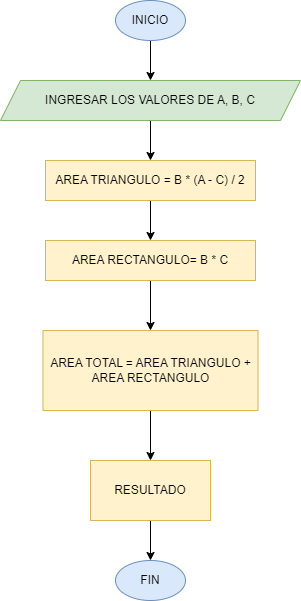 INICIO
INGRESAR LOS VALORES DE A, B, C
AREA TRIANGULO = B * (A - C) / 2
AREA RECTANGULO= B * C
AREA TOTAL = AREA TRIANGULO +
AREA RECTANGULO
RESULTADO
FIN